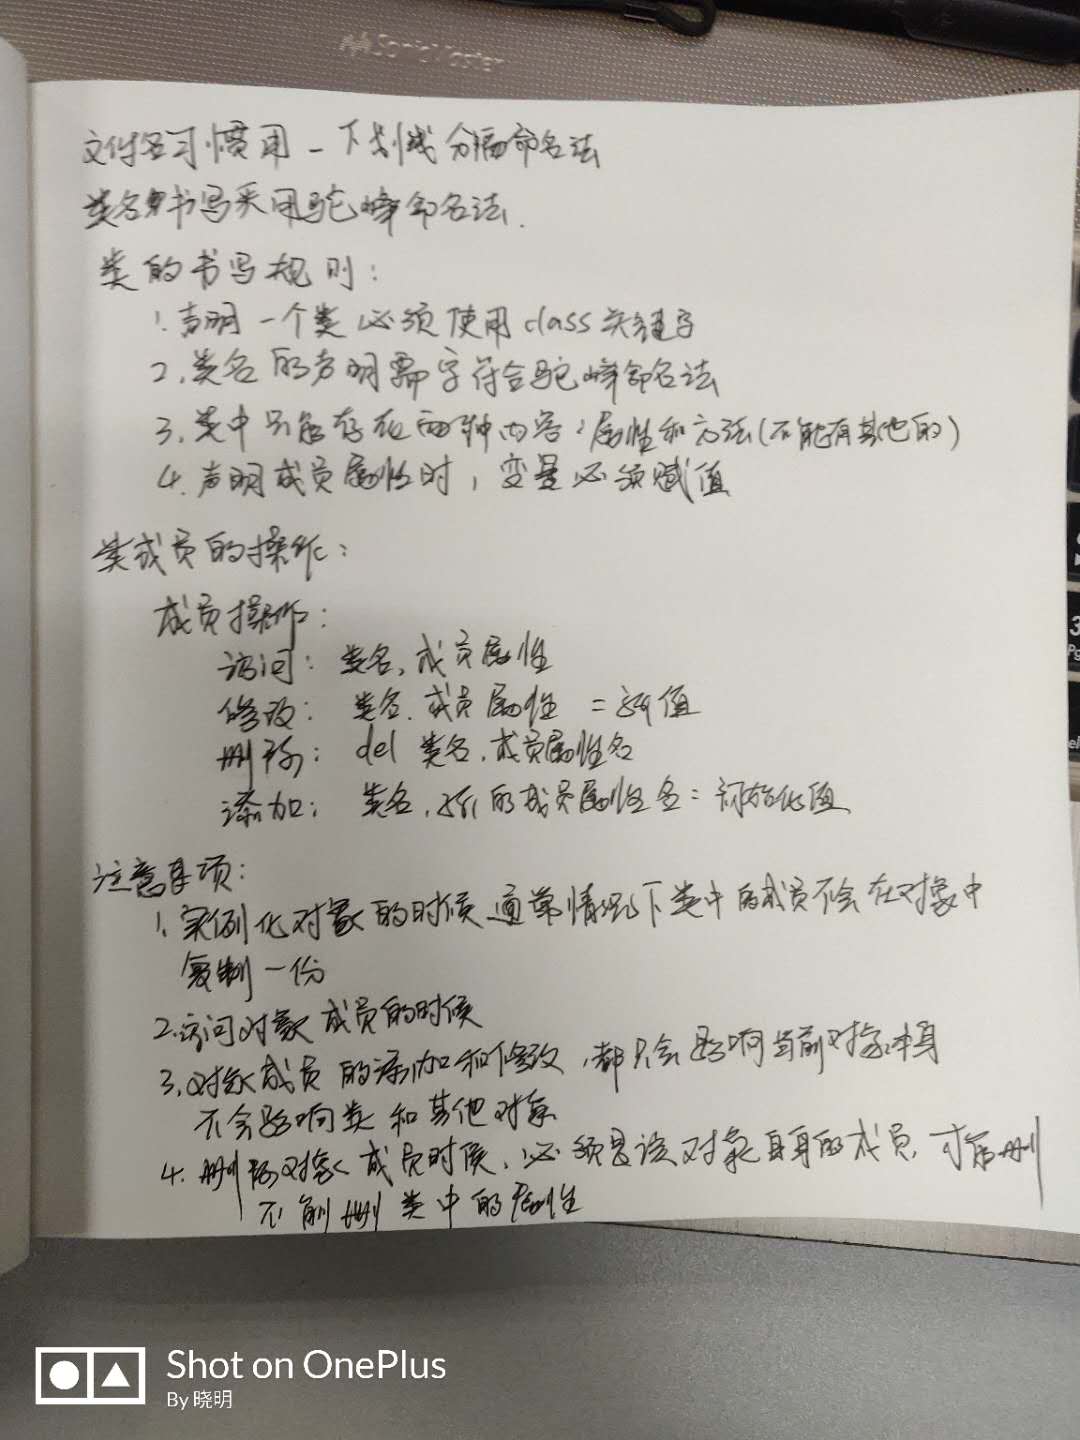 SonicMaster
文件名习惯用 _ 下划线分隔命名法
类名书写采用驼峰命名法.
类的书写规则:
1. 声明一个类必须使用class关键字
2. 类名的声明需字符合驼峰命名法
3. 类中只能存在两种内容:属性和方法(不能有其他的)
4. 声明成员属性时,变量必须赋值
类成员的操作:
成员操作:
访问: 类名.成员属性
修改: 类名.成员属性 = 新值
删除: del 类名.成员属性名
添加: 类名.新的成员属性名=初始化值
注意事项:
1. 实例化对象的时候通常情况下类中的成员不会在对象中
复制一份
2. 访问对象成员的时候
3. 对象成员的添加和修改,都只会影响当前对象本身
不会影响类和其他对象
4. 删除对象成员时候,必须是该对象自身的成员,才能删
不能删类中的属性
Shot on OnePlus
By 晓明